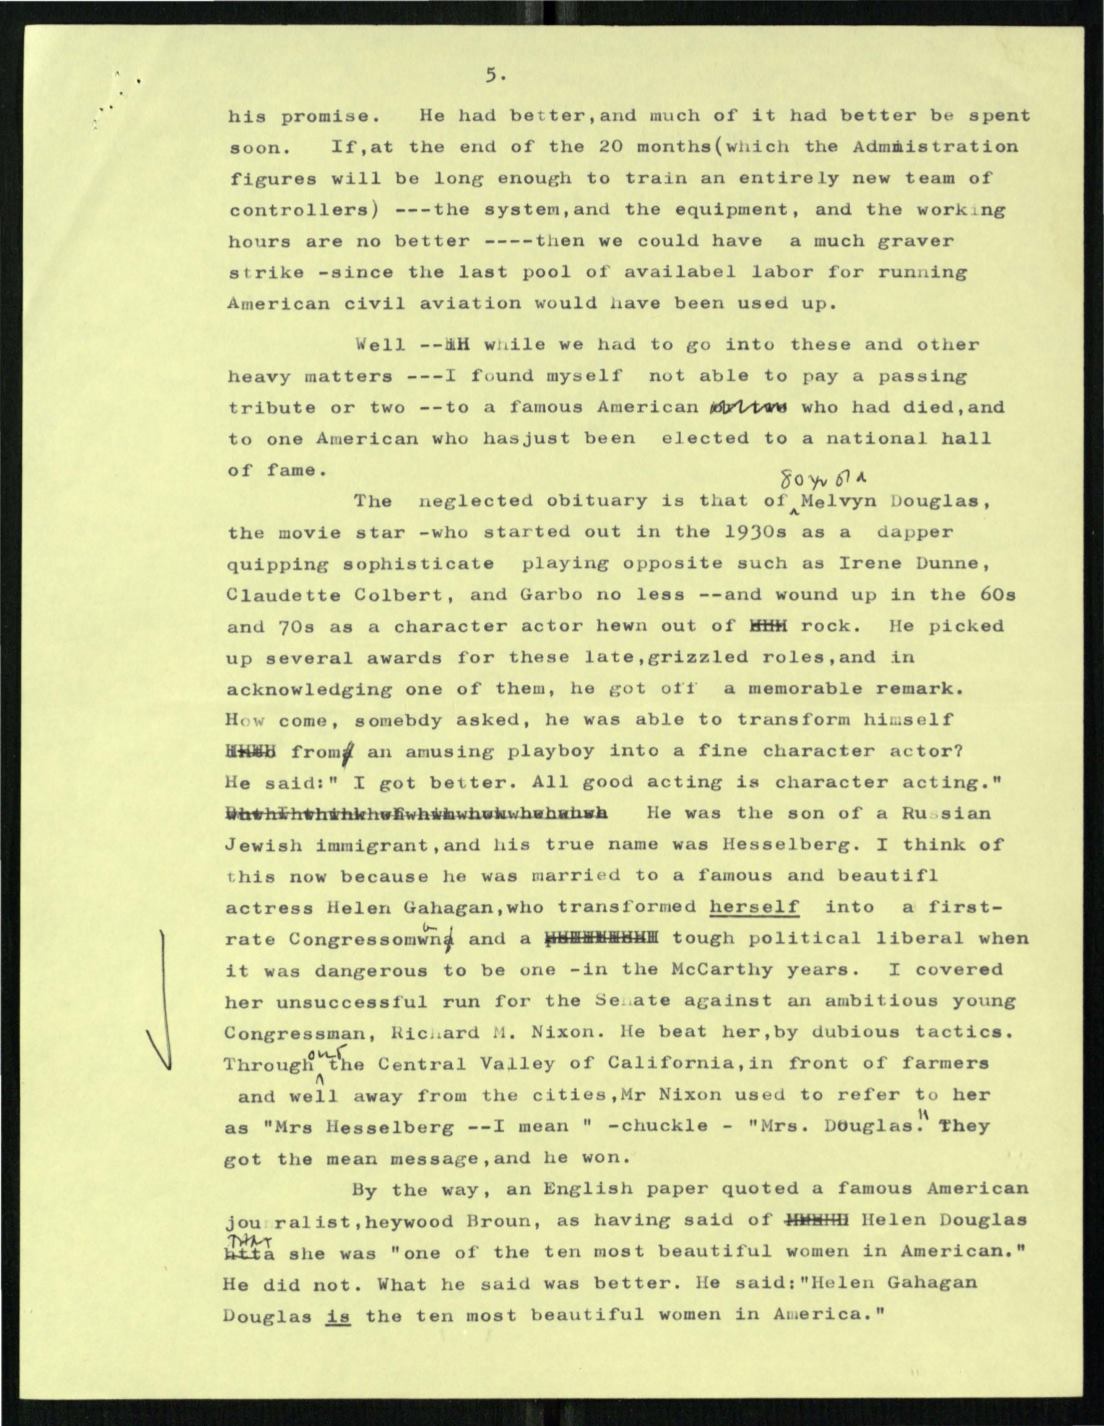 5.
his promise. He had better,and much of it had better be spent
soon. If,at the end of the 20 months(which the Admnistration
figures will be long enough to train an entirely new team of
controllers) ---the system,and the equipment, and the working
hours are no better ----then we could have a much graver
strike -since the last pool of availabel labor for running
American civil aviation would have been used up.
Well -- while we had to go into these and other
heavy matters ---I found myself not able to pay a passing
tribute or two --to a famous American who had died,and
to one American who hasjust been elected to a national hall
of fame.
80 yr old
The neglected obituary is that of Melvyn Douglas,
the movie star -who started out in the 1930s as a dapper
quipping sophisticate playing opposite such as Irene Dunne,
Claudette Colbert, and Garbo no less --and wound up in the 60s
and 70s as a character actor hewn out of rock. He picked
up several awards for these late,grizzled roles,and in
acknowledging one of them, he got off a memorable remark.
How come, somebdy asked, he was able to transform himself
from an amusing playboy into a fine character actor?
He said:" I got better. All good acting is character acting."
He was the son of a Russian
Jewish immigrant,and his true name was Hesselberg. I think of
this now because he was married to a famous and beautifl
actress Helen Gahagan,who transformed herself into a first-
rate and a tough political liberal when
it was dangerous to be one -in the McCarthy years. I covered
her unsuccessful run for the Senate against an ambitious young
Congressman, Richard M. Nixon. He beat her,by dubious tactics.
Through out the Central Valley of California,in front of farmers
and well away from the cities,Mr Nixon used to refer to her
as "Mrs Hesselberg --I mean " -chuckle - "Mrs. Douglas." They
got the mean message,and he won.
By the way, an English paper quoted a famous American
journalist,heywood Broun, as having said of Helen Douglas
THAT she was "one of the ten most beautiful women in American."
He did not. What he said was better. He said:"Helen Gahagan
Douglas is the ten most beautiful women in America."